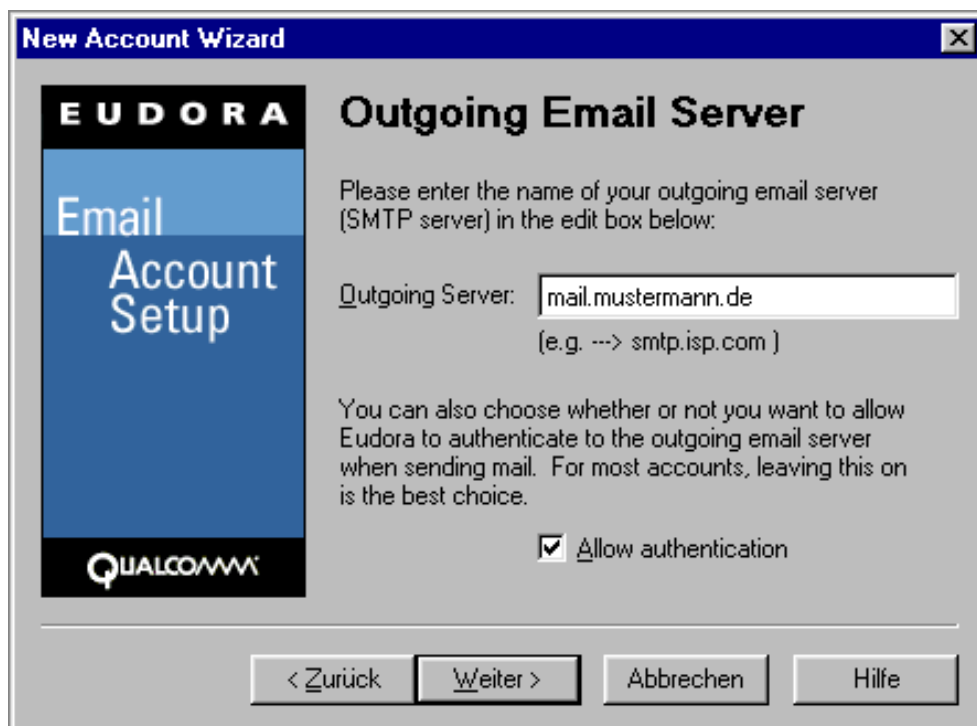 New Account Wizard
EUDORA
Email
Account
Setup
QUALCOMM
Outgoing Email Server
Please enter the name of your outgoing email server
(SMTP server) in the edit box below:
Outgoing Server: mail.mustermann.de
(e.g. ---> smtp.isp.com )
You can also choose whether or not you want to allow
Eudora to authenticate to the outgoing email server
when sending mail.  For most accounts, leaving this on
is the best choice.
Allow authentication
< Zurück Weiter > Abbrechen Hilfe